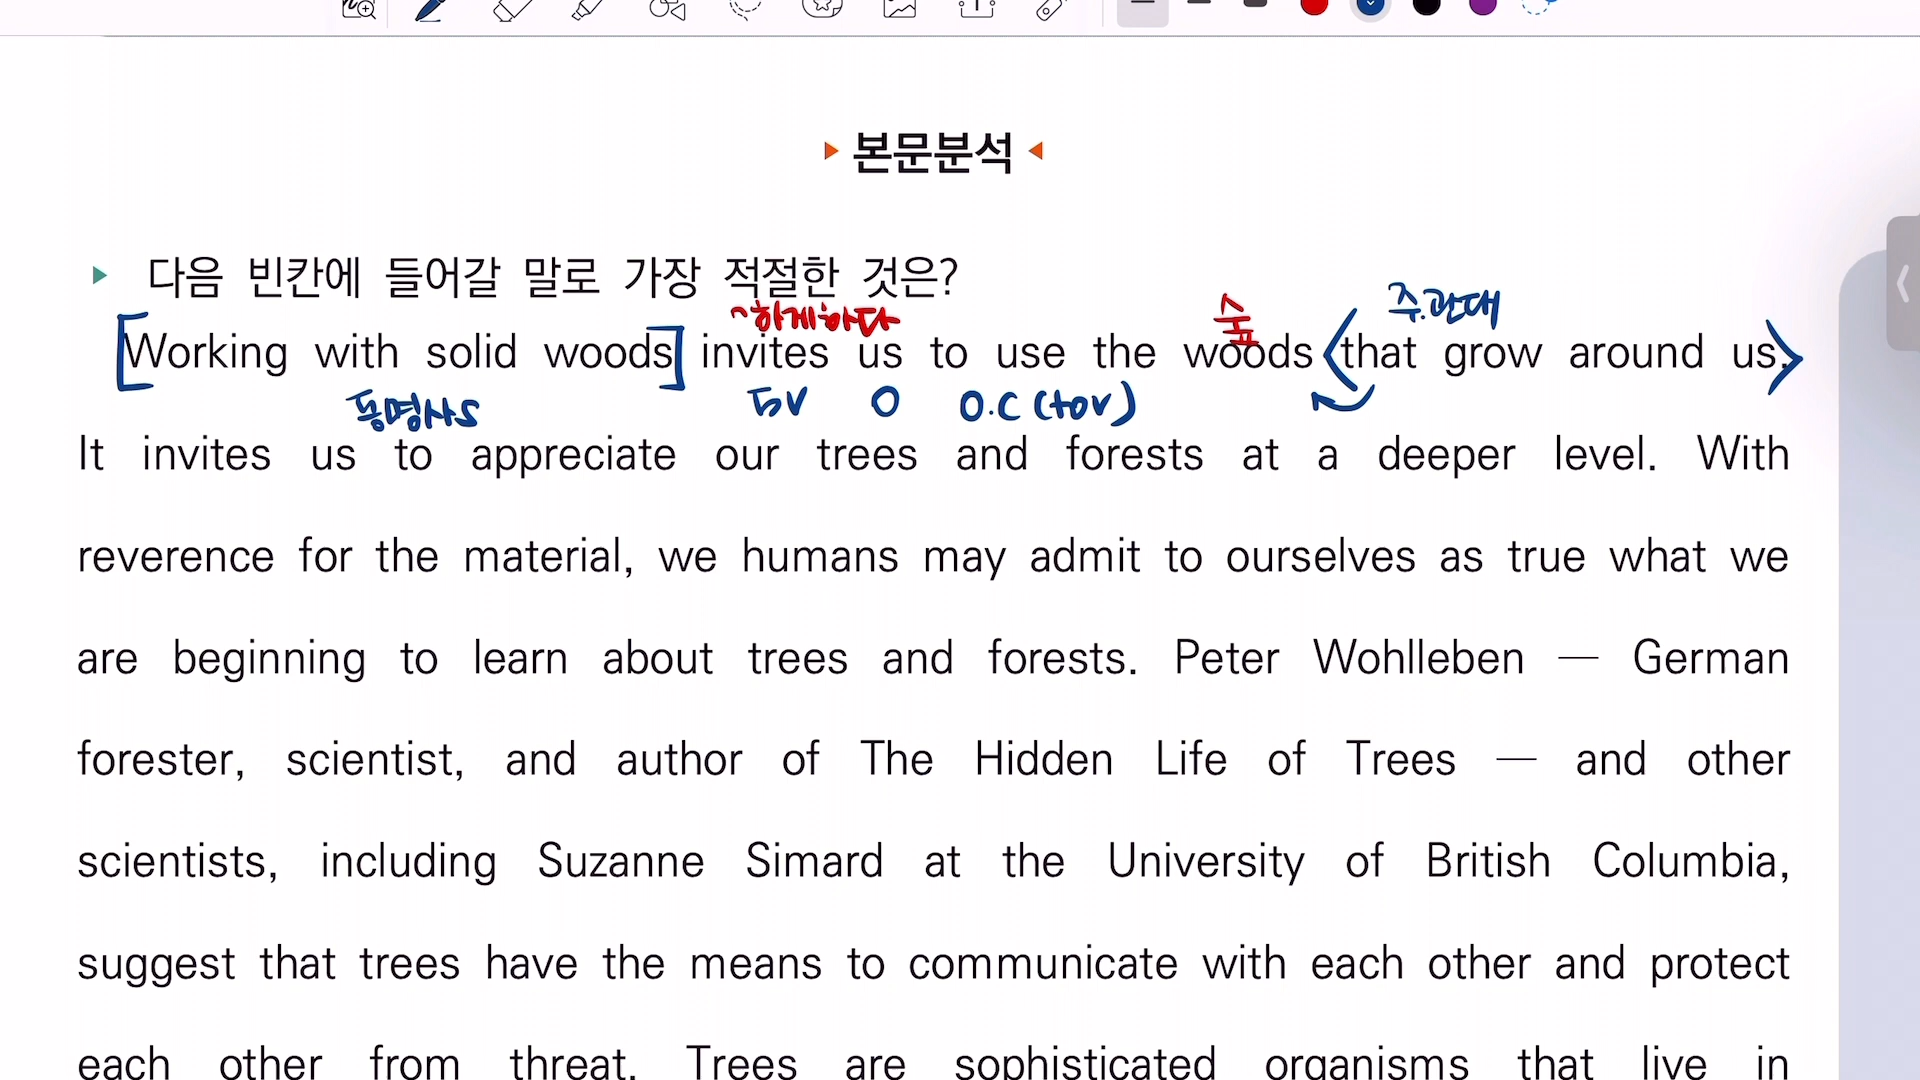 본문분석
다음 빈칸에 들어갈 말로 가장 적절한 것은?
~하게하다 숲 주.관대
Working with solid woods invites us to use the woods that grow around us.
동명사S 5V O O.C (toV)
It invites us to appreciate our trees and forests at a deeper level. With
reverence for the material, we humans may admit to ourselves as true what we
are beginning to learn about trees and forests. Peter Wohlleben — German
forester, scientist, and author of The Hidden Life of Trees — and other
scientists, including Suzanne Simard at the University of British Columbia,
suggest that trees have the means to communicate with each other and protect
each other from threat. Trees are sophisticated organisms that live in